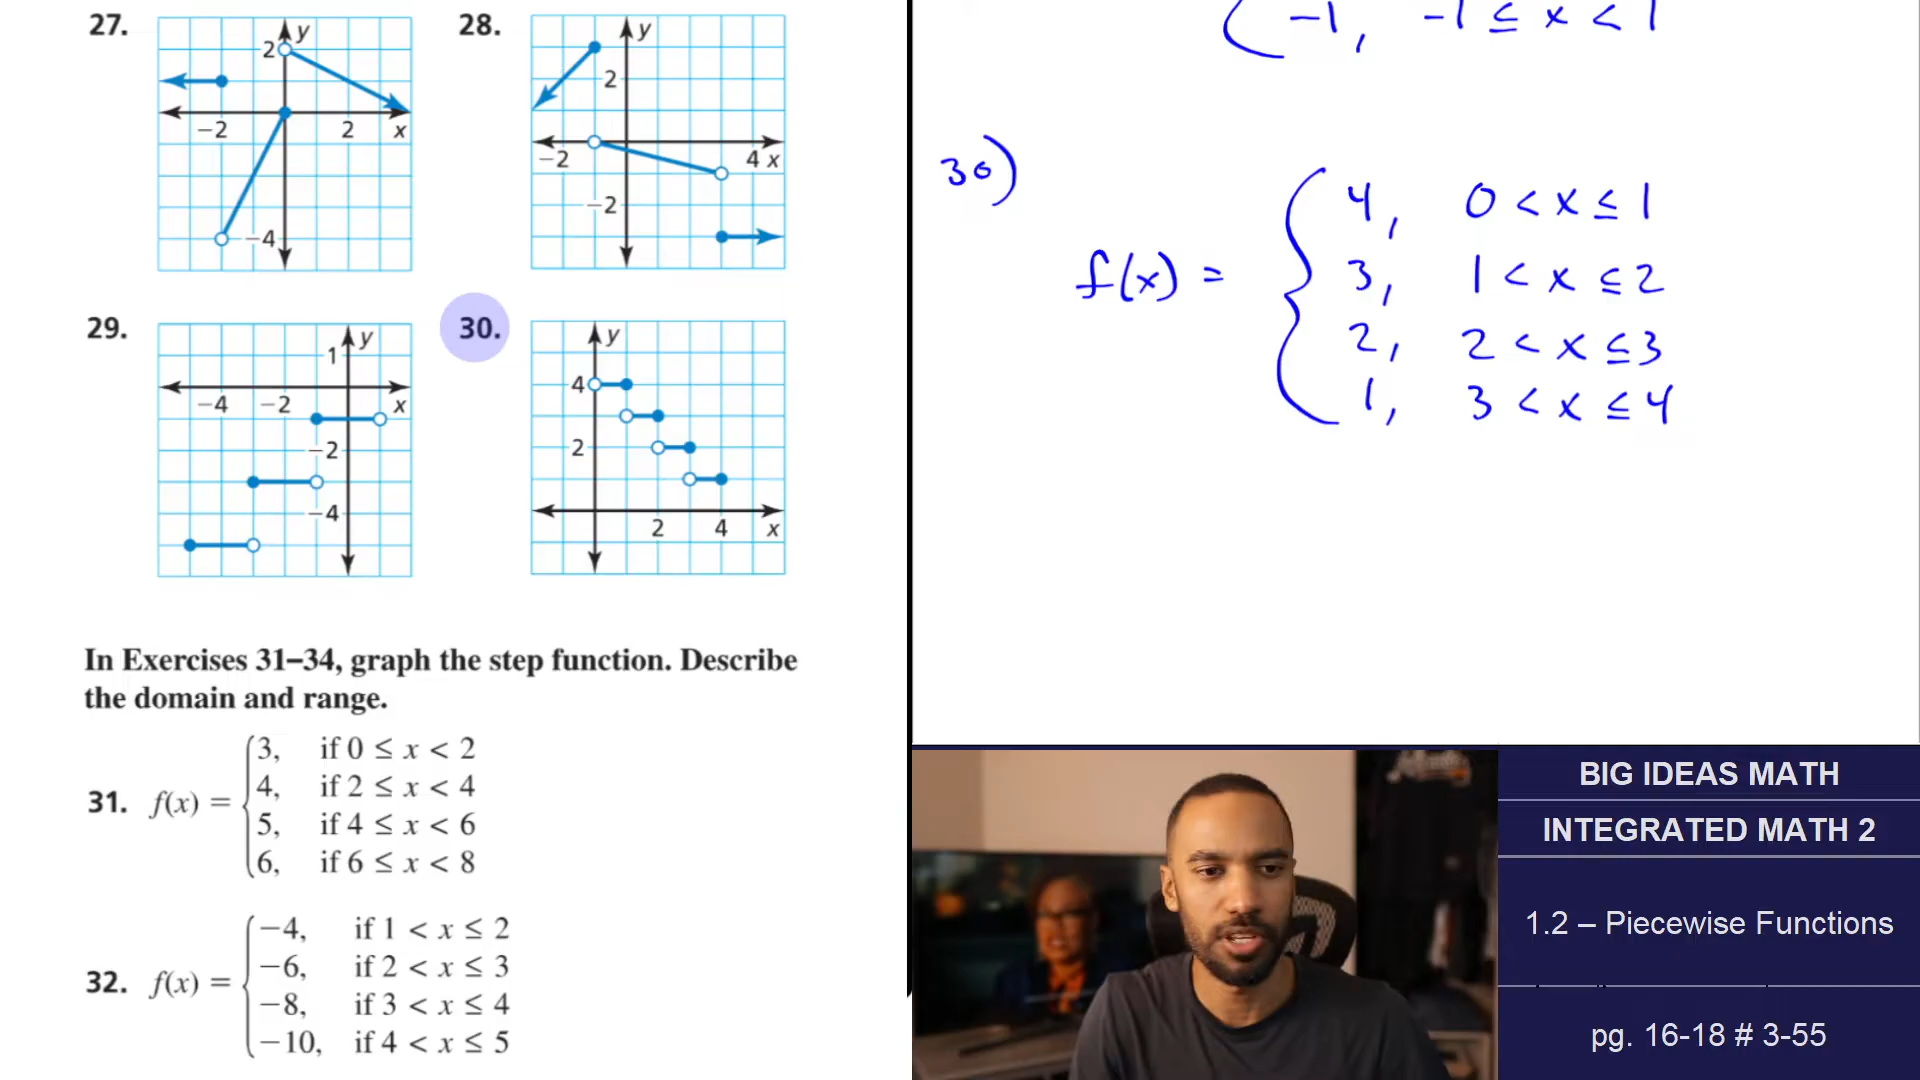 27.
y
2
-2
2
x
-4
28.
y
2
-2
4 x
-2
29.
y
1
-4
-2
x
-2
-4
30.
y
4
2
2
4
x
In Exercises 31–34, graph the step function. Describe
the domain and range.
31. f(x) = { 3, if 0 ≤ x < 2
4, if 2 ≤ x < 4
5, if 4 ≤ x < 6
6, if 6 ≤ x < 8
32. f(x) = { −4, if 1 < x ≤ 2
−6, if 2 < x ≤ 3
−8, if 3 < x ≤ 4
−10, if 4 < x ≤ 5
-1, -1 ≤ x < 1
30)
f(x) = { 4, 0 < x ≤ 1
3, 1 < x ≤ 2
2, 2 < x ≤ 3
1, 3 < x ≤ 4
BIG IDEAS MATH
INTEGRATED MATH 2
1.2 – Piecewise Functions
pg. 16-18 # 3-55